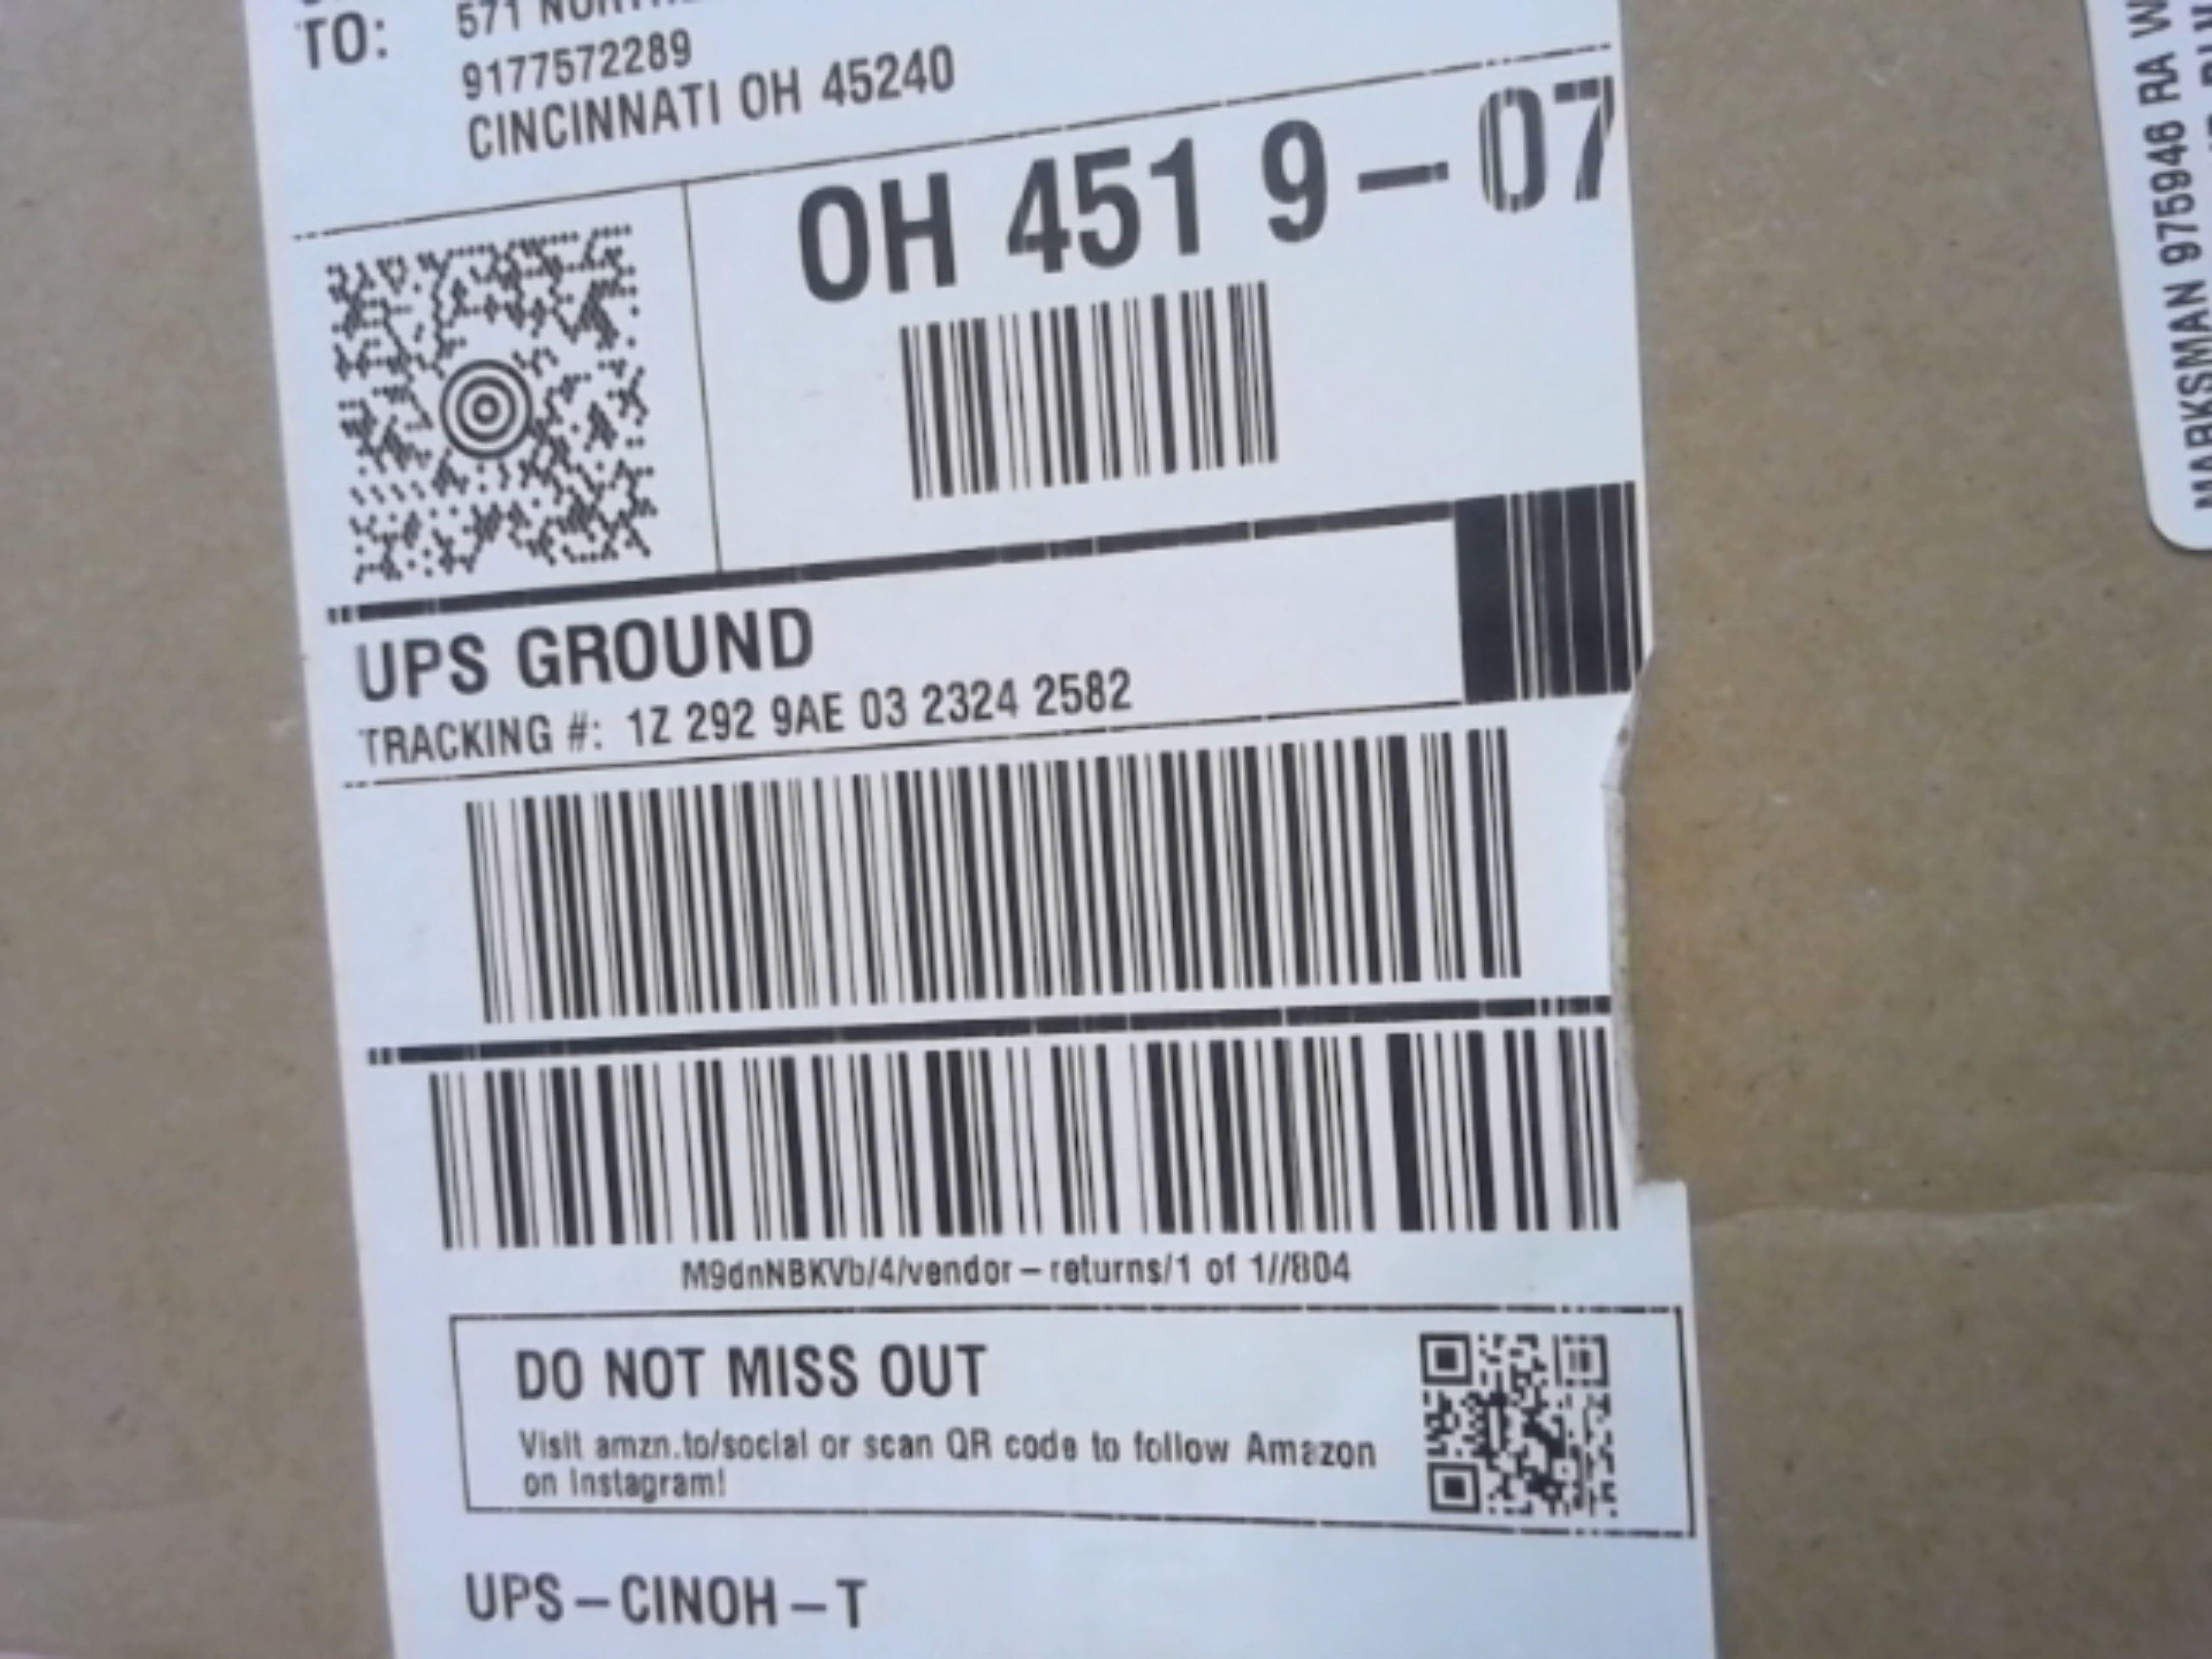 TO:
571
9177572289
CINCINNATI OH 45240
OH 451 9-07
UPS GROUND
TRACKING #: 1Z 292 9AE 03 2324 2582
M9dnNBKVb/4/vendor-returns/1 of 1//804
DO NOT MISS OUT
Visit amzn.to/social or scan QR code to follow Amazon
on Instagram!
UPS-CINOH-T
MARKSMAN 975946 RA